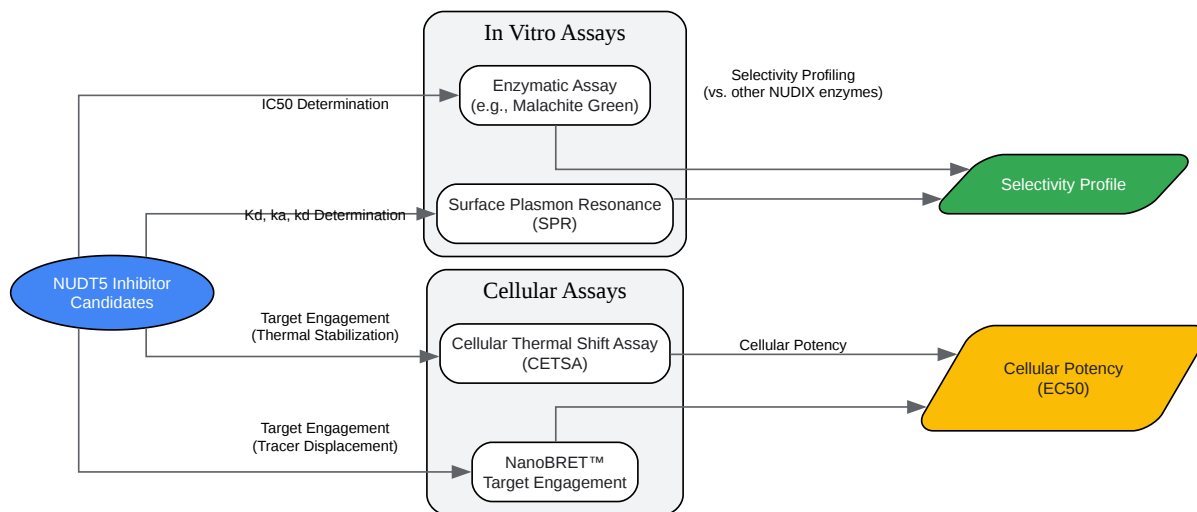 In Vitro Assays
Enzymatic Assay
(e.g., Malachite Green)
IC50 Determination
Selectivity Profiling
(vs. other NUDIX enzymes)
Selectivity Profile
Surface Plasmon Resonance
(SPR)
Kd, ka, kd Determination
NUDT5 Inhibitor
Candidates
Cellular Assays
Target Engagement
(Thermal Stabilization)
Cellular Thermal Shift Assay
(CETSA)
Cellular Potency
Cellular Potency
(EC50)
Target Engagement
(Tracer Displacement)
NanoBRET™
Target Engagement